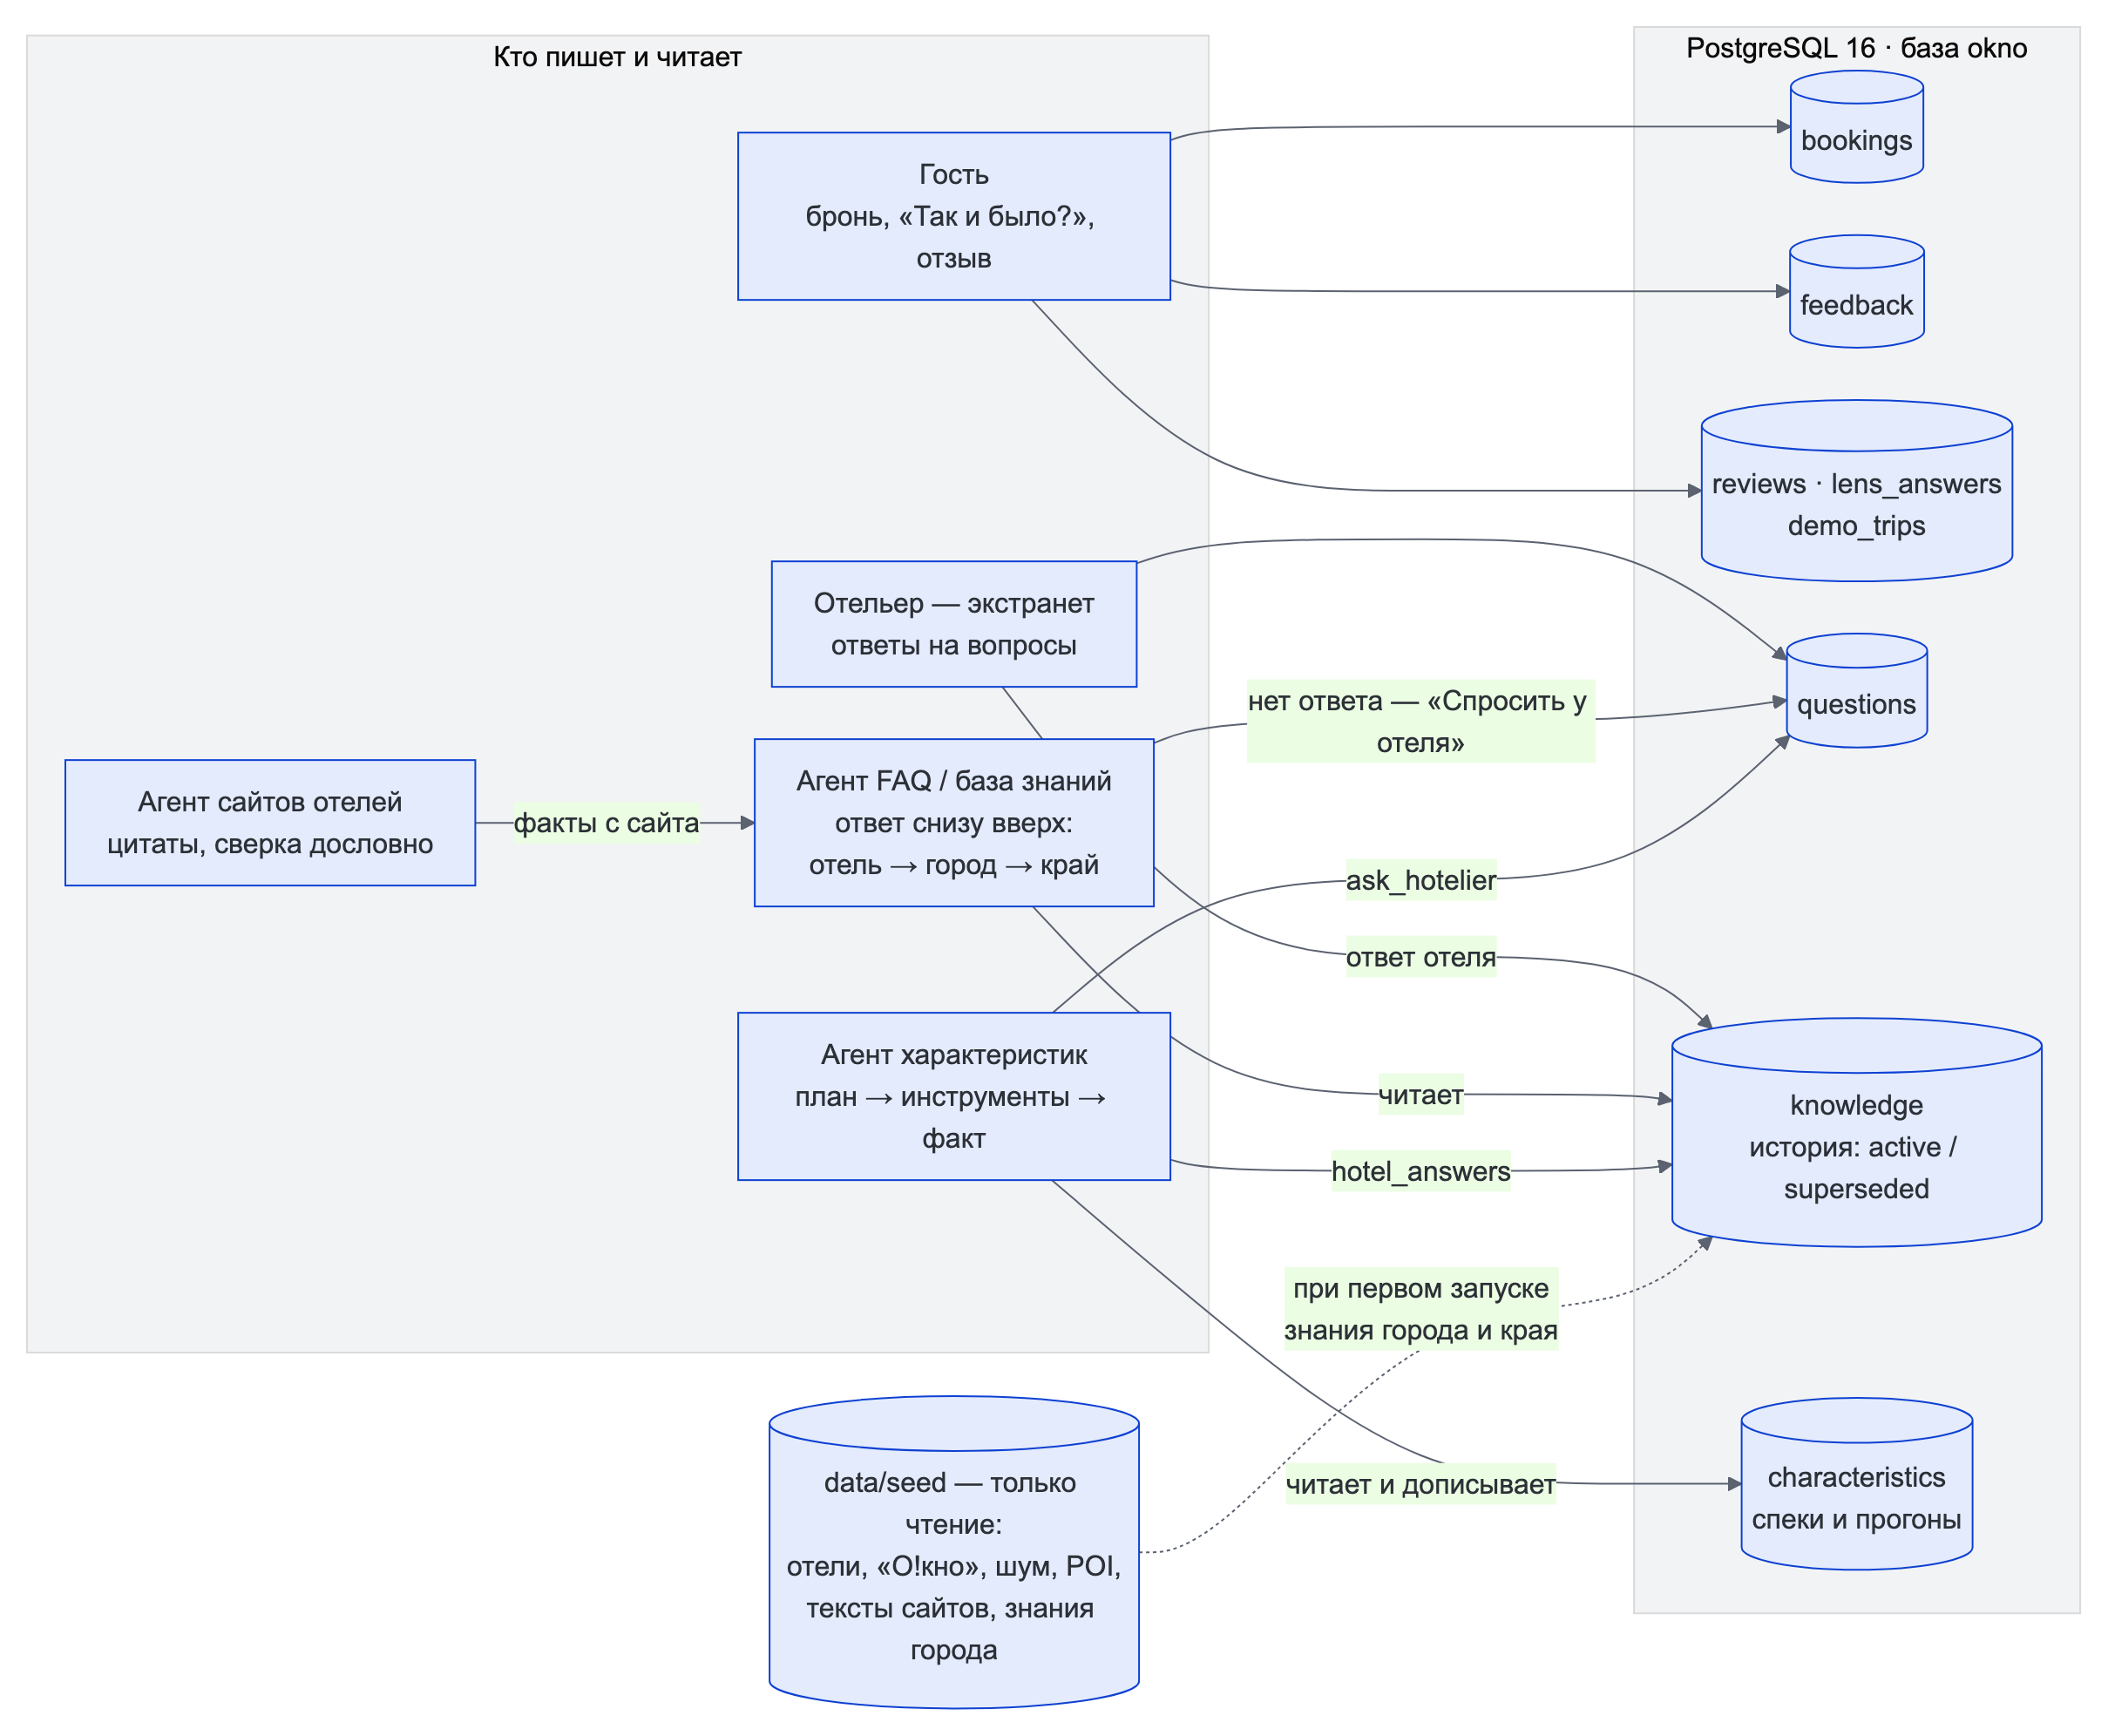 Кто пишет и читает
PostgreSQL 16 · база okno
Гость
бронь, «Так и было?»,
отзыв
bookings
feedback
reviews · lens_answers
demo_trips
Отельер — экстранет
ответы на вопросы
questions
нет ответа — «Спросить у
отеля»
Агент сайтов отелей
цитаты, сверка дословно
факты с сайта
Агент FAQ / база знаний
ответ снизу вверх:
отель → город → край
ask_hotelier
ответ отеля
Агент характеристик
план → инструменты →
факт
читает
hotel_answers
knowledge
история: active /
superseded
при первом запуске
знания города и края
data/seed — только
чтение:
отели, «О!кно», шум, POI,
тексты сайтов, знания
города
читает и дописывает
characteristics
спеки и прогоны